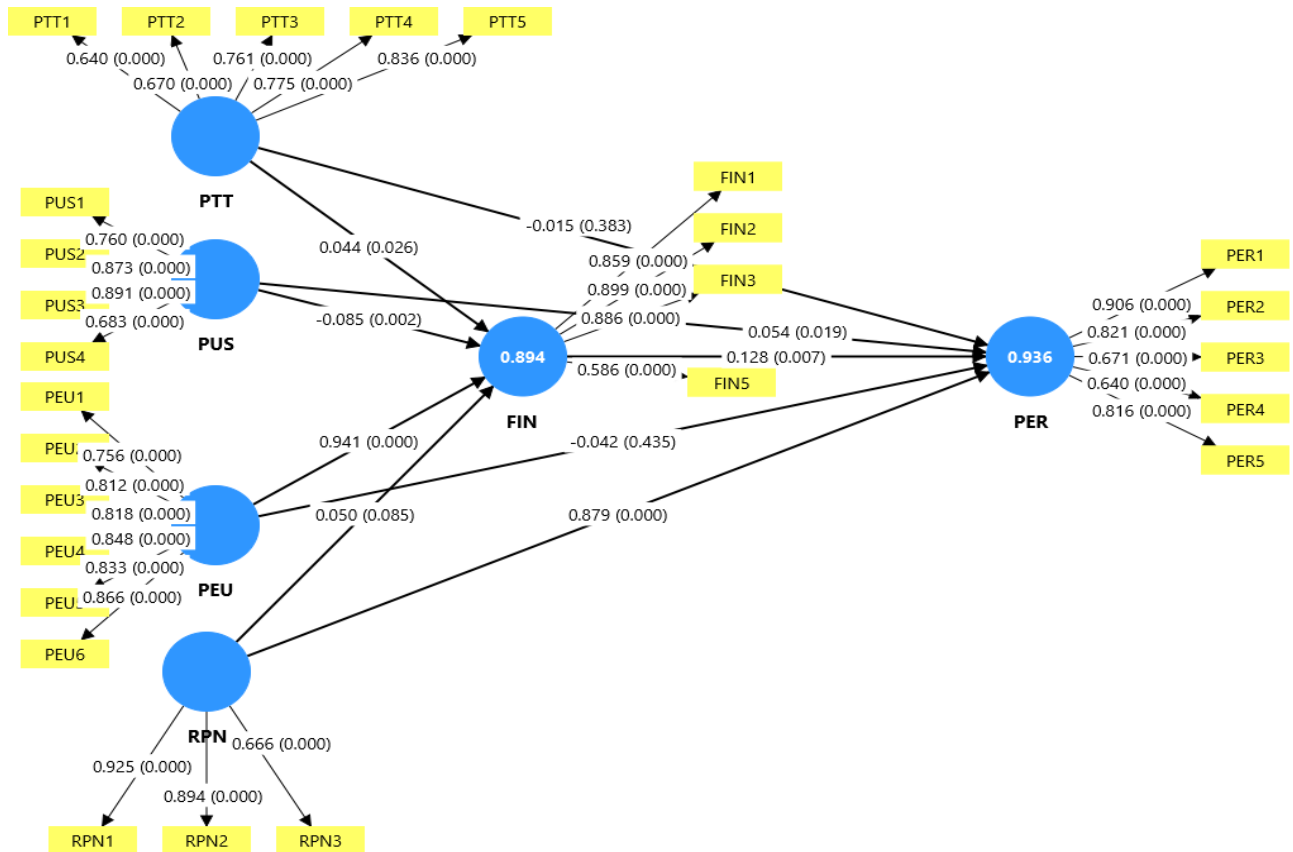 PTT1 PTT2 PTT3 PTT4 PTT5
0.640 (0.000) 0.761 (0.000) 0.836 (0.000)
0.670 (0.000) 0.775 (0.000)
PTT
PUS1
0.760 (0.000)
PUS2
0.873 (0.000)
0.891 (0.000)
PUS3
0.683 (0.000)
PUS4
PUS
-0.015 (0.383)
0.044 (0.026)
-0.085 (0.002)
0.054 (0.019)
0.128 (0.007)
FIN1
FIN2
0.859 (0.000)
FIN3
0.899 (0.000)
0.886 (0.000)
0.894
0.586 (0.000)
FIN5
FIN
0.936
PER
PER1
0.906 (0.000)
PER2
0.821 (0.000)
0.671 (0.000)
PER3
0.640 (0.000)
PER4
0.816 (0.000)
PER5
PEU1
0.756 (0.000)
0.812 (0.000)
PEU3
0.818 (0.000)
0.848 (0.000)
PEU4
0.833 (0.000)
0.866 (0.000)
PEU6
PEU
0.941 (0.000)
-0.042 (0.435)
0.050 (0.085)
0.879 (0.000)
RPN
0.666 (0.000)
0.925 (0.000)
0.894 (0.000)
RPN1 RPN2 RPN3